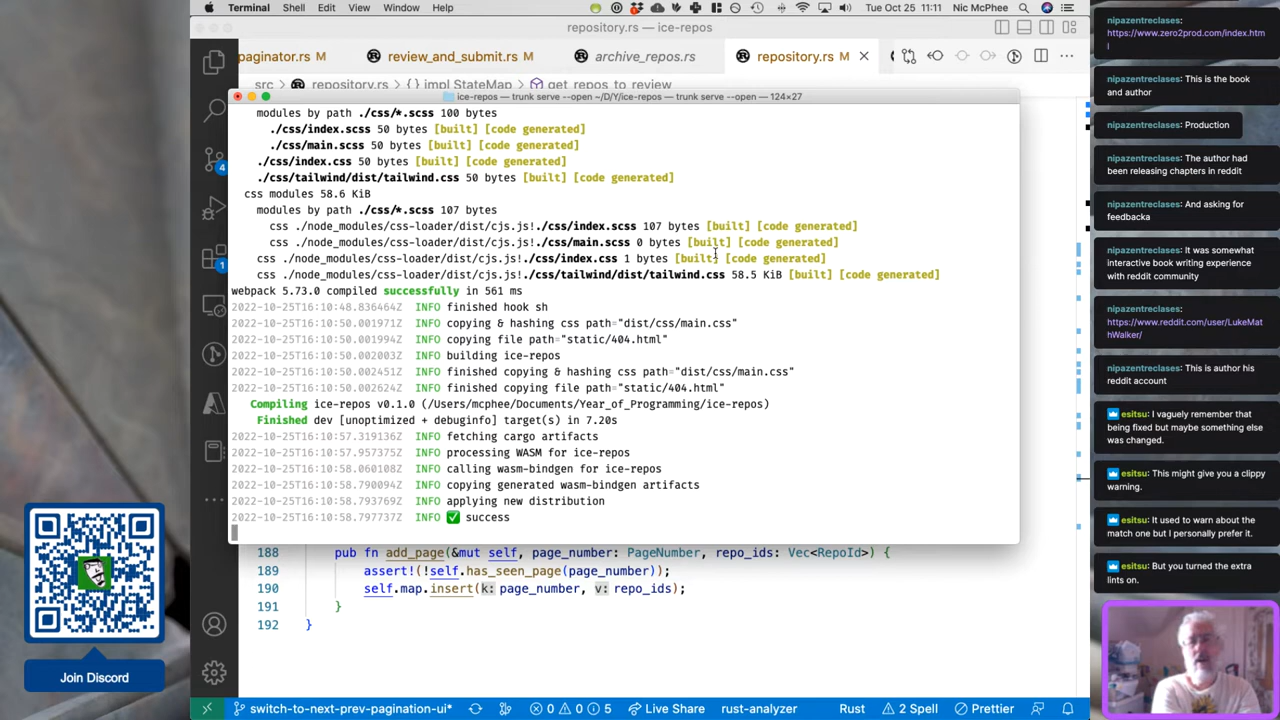 Terminal Shell Edit View Window Help Tue Oct 25 11:11 Nic McPhee
repository.rs — ice-repos
paginator.rs M review_and_submit.rs M archive_repos.rs repository.rs M
src repository.rs {} impl StateMap get_repos_to_review
ice-repos — trunk serve --open ~/D/Y/ice-repos — trunk serve --open — 124×27
modules by path ./css/*.scss 100 bytes
./css/index.scss 50 bytes [built] [code generated]
./css/main.scss 50 bytes [built] [code generated]
./css/index.css 50 bytes [built] [code generated]
./css/tailwind/dist/tailwind.css 50 bytes [built] [code generated]
css modules 58.6 KiB
modules by path ./css/*.scss 107 bytes
css ./node_modules/css-loader/dist/cjs.js!./css/index.scss 107 bytes [built] [code generated]
css ./node_modules/css-loader/dist/cjs.js!./css/main.scss 0 bytes [built] [code generated]
css ./node_modules/css-loader/dist/cjs.js!./css/index.css 1 bytes [built] [code generated]
css ./node_modules/css-loader/dist/cjs.js!./css/tailwind/dist/tailwind.css 58.5 KiB [built] [code generated]
webpack 5.73.0 compiled successfully in 561 ms
2022-10-25T16:10:48.836464Z INFO finished hook sh
2022-10-25T16:10:50.001971Z INFO copying & hashing css path="dist/css/main.css"
2022-10-25T16:10:50.001994Z INFO copying file path="static/404.html"
2022-10-25T16:10:50.002003Z INFO building ice-repos
2022-10-25T16:10:50.002491Z INFO finished copying & hashing css path="dist/css/main.css"
2022-10-25T16:10:50.002624Z INFO finished copying file path="static/404.html"
Compiling ice-repos v0.1.0 (/Users/mcphee/Documents/Year_of_Programming/ice-repos)
Finished dev [unoptimized + debuginfo] target(s) in 7.20s
2022-10-25T16:10:57.319136Z INFO fetching cargo artifacts
2022-10-25T16:10:57.957375Z INFO processing WASM for ice-repos
2022-10-25T16:10:58.060108Z INFO calling wasm-bindgen for ice-repos
2022-10-25T16:10:58.790094Z INFO copying generated wasm-bindgen artifacts
2022-10-25T16:10:58.793769Z INFO applying new distribution
2022-10-25T16:10:58.797737Z INFO ✅ success
188 pub fn add_page(&mut self, page_number: PageNumber, repo_ids: Vec<RepoId>) {
189 assert!(!self.has_seen_page(page_number));
190 self.map.insert(k: page_number, v: repo_ids);
191 }
192 }
4
1
Join Discord
switch-to-next-prev-pagination-ui* 0 0 5 Live Share rust-analyzer Rust 2 Spell Prettier
nipazentreclases:
https://www.zero2prod.com/index.htm
l
nipazentreclases: This is the book
and author
nipazentreclases: Production
nipazentreclases: The author had
been releasing chapters in reddit
nipazentreclases: And asking for
feedbacka
nipazentreclases: It was somewhat
interactive book writing experience
with reddit community
nipazentreclases:
https://www.reddit.com/user/LukeMat
hWalker/
nipazentreclases: This is author his
reddit account
esitsu: I vaguely remember that
being fixed but maybe something else
was changed.
esitsu: This might give you a clippy
warning.
esitsu: It used to warn about the
match one but I personally prefer it.
esitsu: But you turned the extra
lints on.